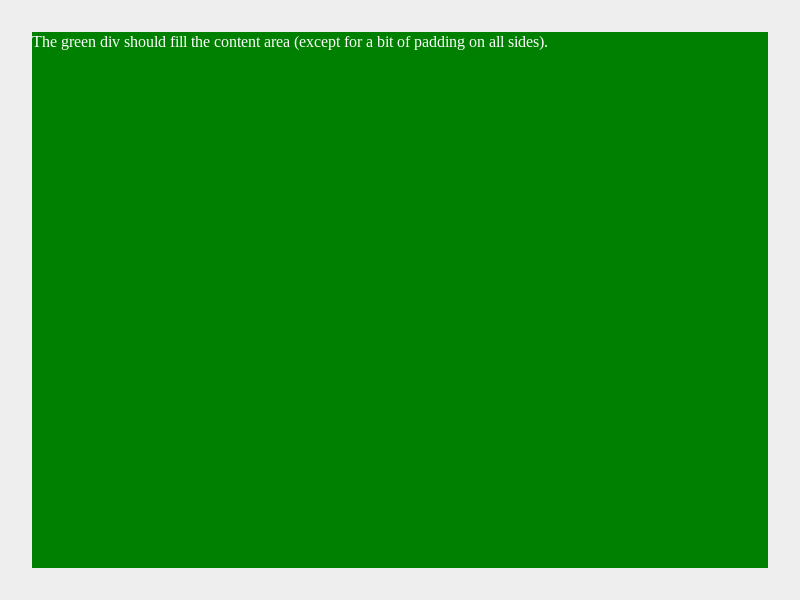 The green div should fill the content area (except for a bit of padding on all sides).